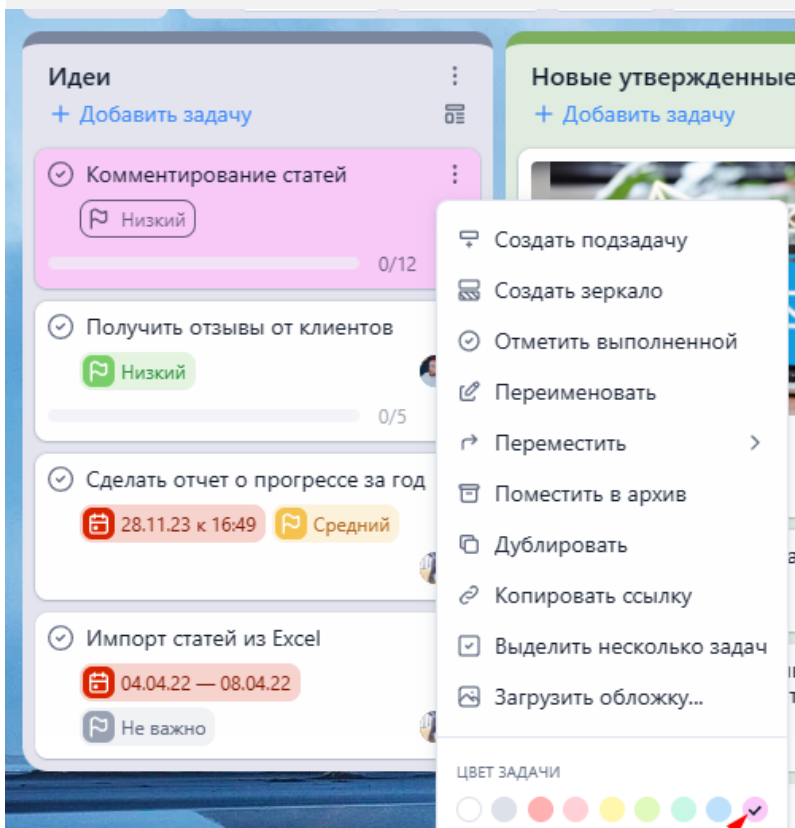 Идеи
+ Добавить задачу
Комментирование статей
Низкий
0/12
Получить отзывы от клиентов
Низкий
0/5
Сделать отчет о прогрессе за год
28.11.23 к 16:49
Средний
Импорт статей из Excel
04.04.22 — 08.04.22
Не важно
Новые утвержденные
+ Добавить задачу
Создать подзадачу
Создать зеркало
Отметить выполненной
Переименовать
Переместить
Поместить в архив
Дублировать
Копировать ссылку
Выделить несколько задач
Загрузить обложку...
ЦВЕТ ЗАДАЧИ